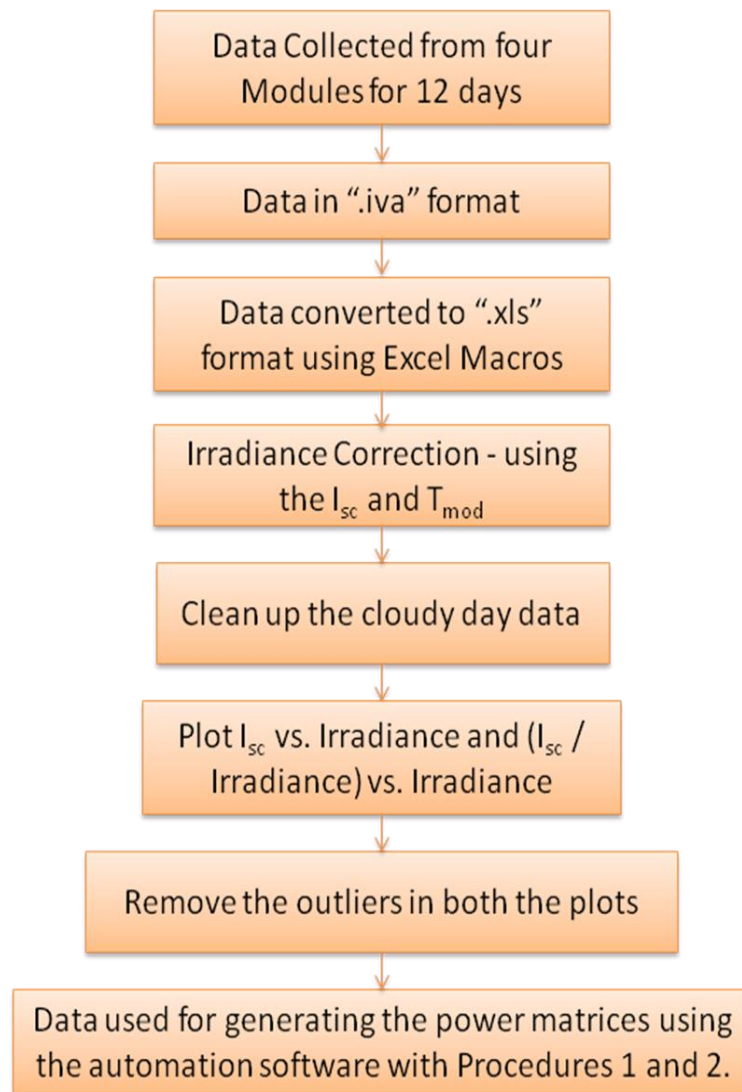 Data Collected from four
Modules for 12 days
Data in “.iva” format
Data converted to “.xls”
format using Excel Macros
Irradiance Correction - using
the Isc and Tmod
Clean up the cloudy day data
Plot Isc vs. Irradiance and (Isc /
Irradiance) vs. Irradiance
Remove the outliers in both the plots
Data used for generating the power matrices using
the automation software with Procedures 1 and 2.